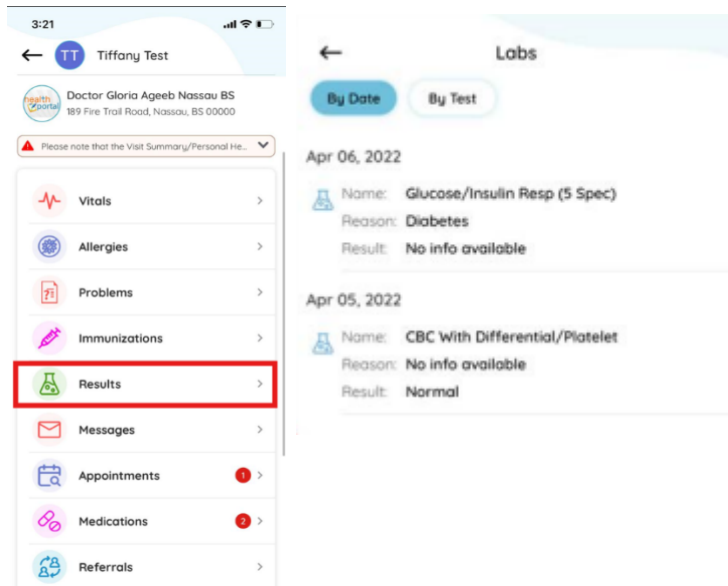 3:21
TT Tiffany Test
health portal
Doctor Gloria Ageeb Nassau BS
189 Fire Trail Road, Nassau, BS 00000
Please note that the Visit Summary/Personal He...
Vitals
Allergies
Problems
Immunizations
Results
Messages
Appointments 1
Medications 2
Referrals
Labs
By Date By Test
Apr 06, 2022
Name: Glucose/Insulin Resp (5 Spec)
Reason: Diabetes
Result: No info available
Apr 05, 2022
Name: CBC With Differential/Platelet
Reason: No info available
Result: Normal